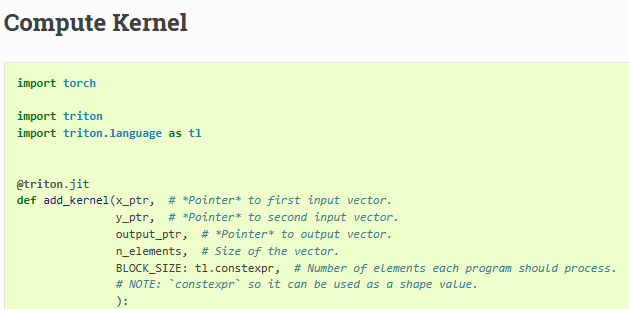 Compute Kernel
import torch
import triton
import triton.language as tl
@triton.jit
def add_kernel(x_ptr,  # *Pointer* to first input vector.
               y_ptr,  # *Pointer* to second input vector.
               output_ptr,  # *Pointer* to output vector.
               n_elements,  # Size of the vector.
               BLOCK_SIZE: tl.constexpr,  # Number of elements each program should process.
               # NOTE: `constexpr` so it can be used as a shape value.
               ):